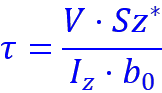 τ = V · Sz* / I_z · b_0